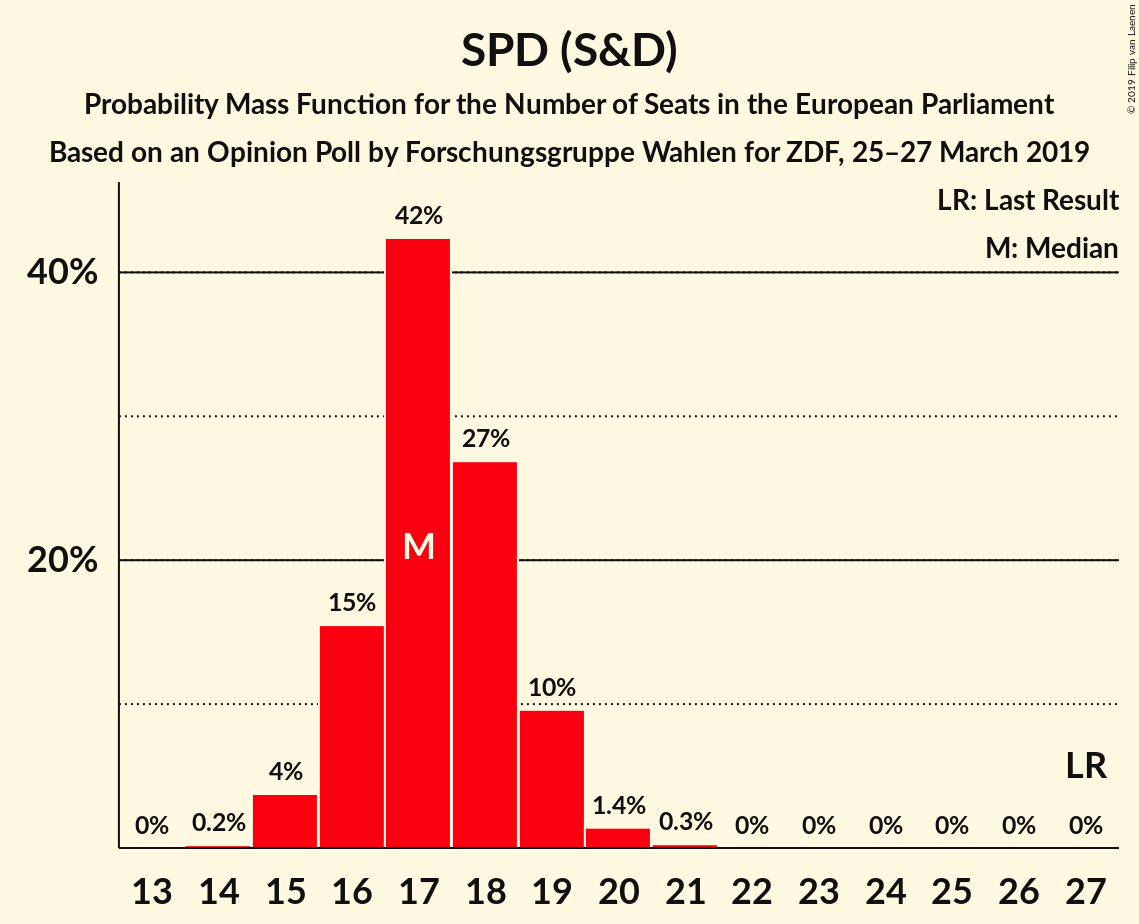 SPD (S&D)
Probability Mass Function for the Number of Seats in the European Parliament
Based on an Opinion Poll by Forschungsgruppe Wahlen for ZDF, 25–27 March 2019
© 2019 Filip van Laenen
LR: Last Result
M: Median
40%
20%
0%
0.2%
4%
15%
42%
27%
10%
1.4%
0.3%
0%
0%
0%
0%
0%
0%
M
LR
13 14 15 16 17 18 19 20 21 22 23 24 25 26 27